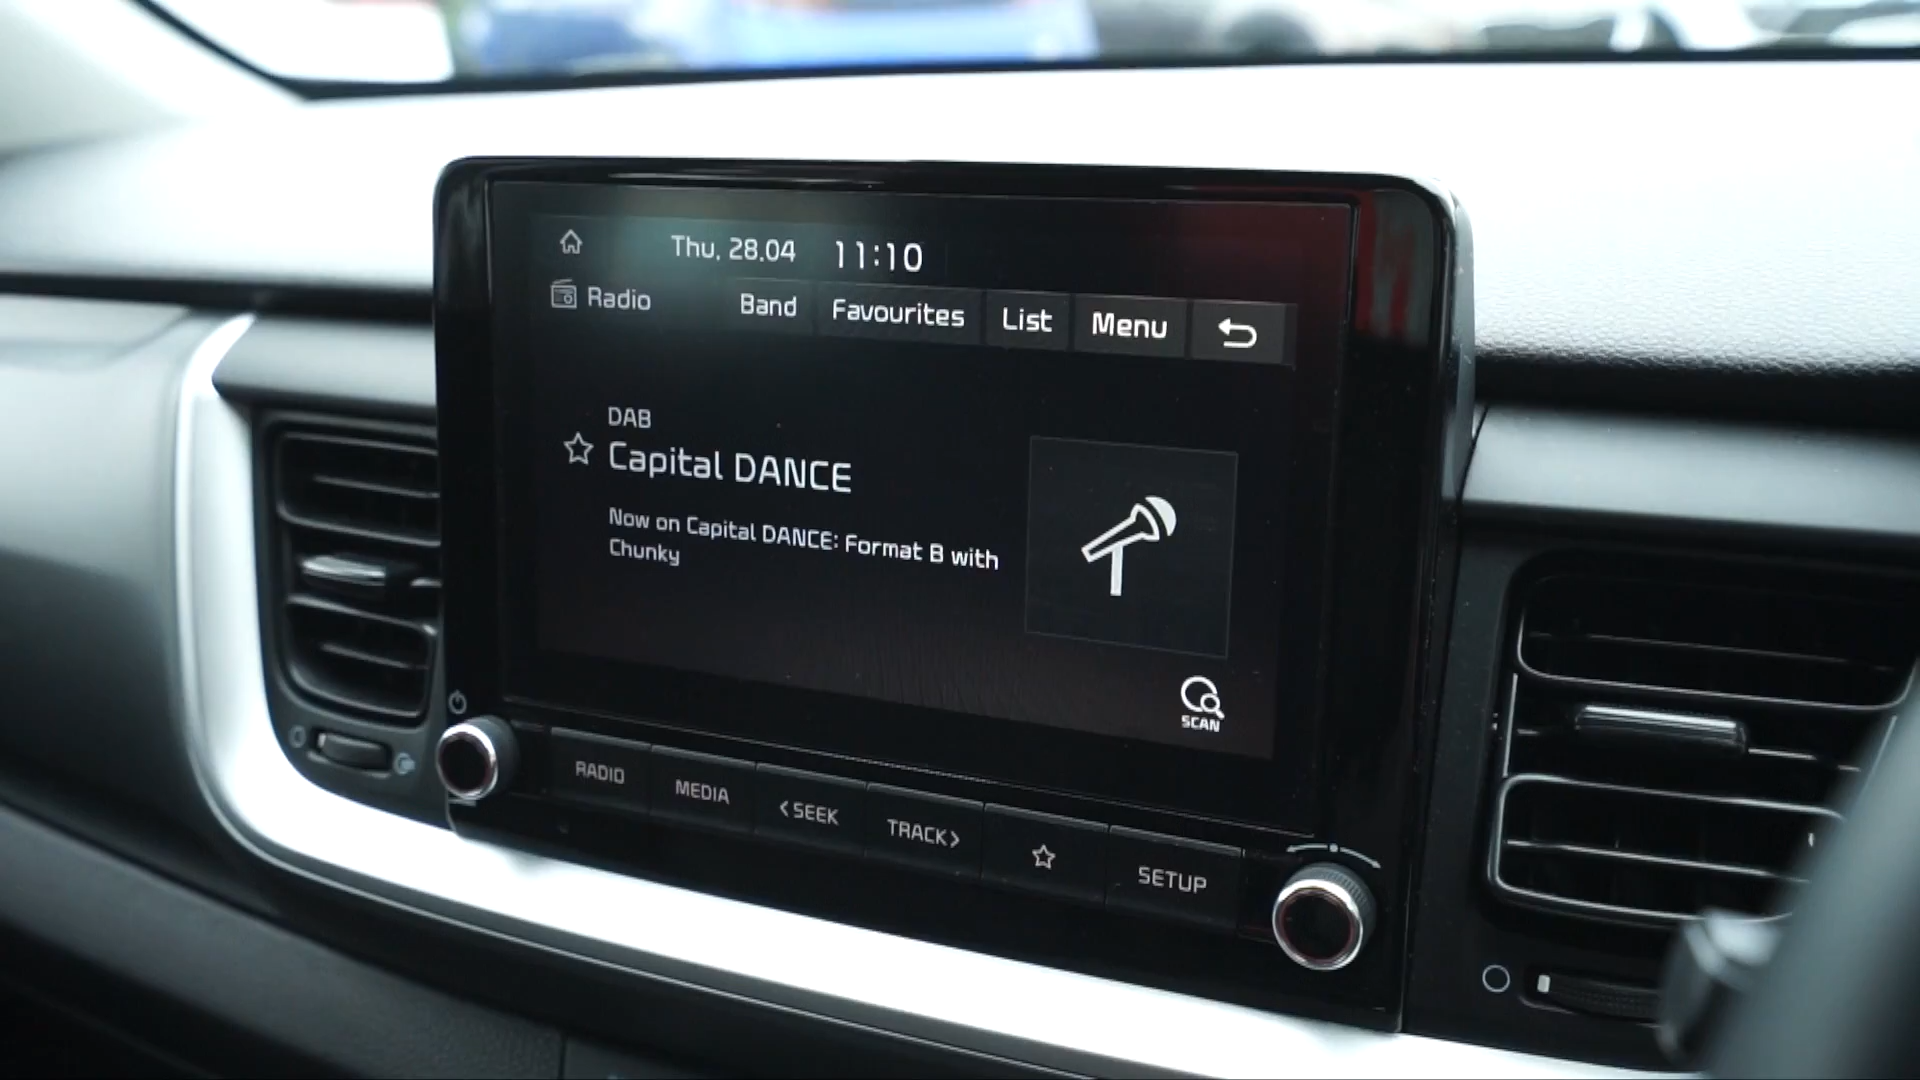 Thu, 28.04 11:10
Radio Band Favourites List Menu
DAB
Capital DANCE
Now on Capital DANCE: Format B with
Chunky
SCAN
RADIO MEDIA <SEEK TRACK> SETUP